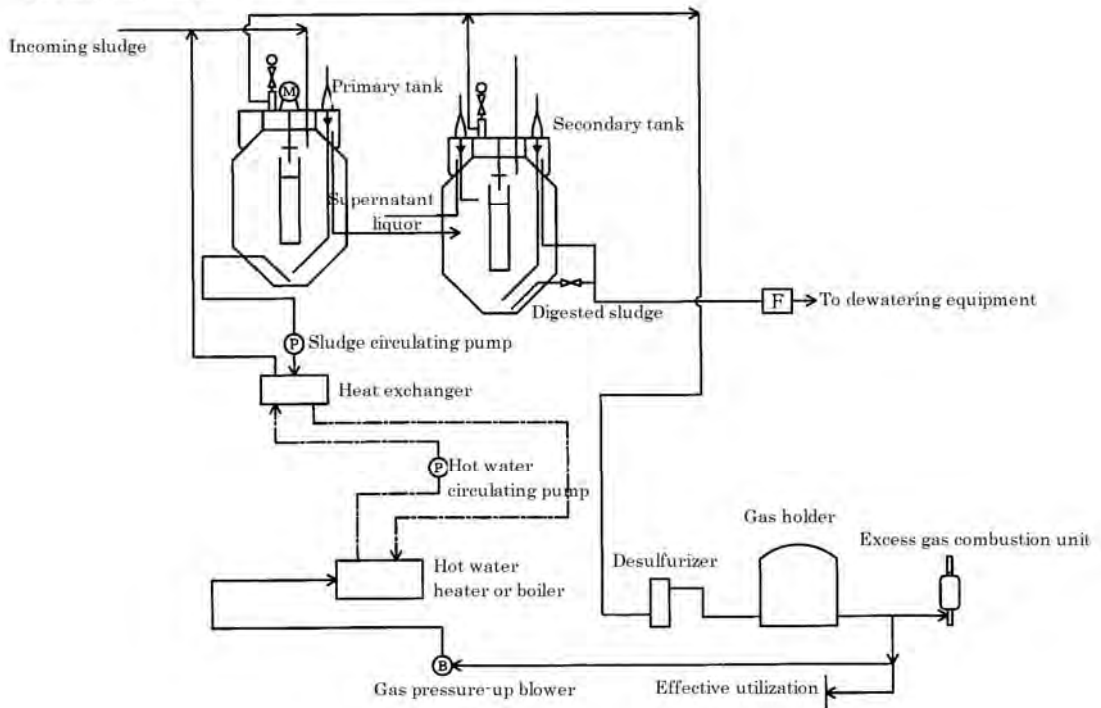 Incoming sludge
M
Primary tank
Secondary tank
Supernatant
liquor
Digested sludge
F
To dewatering equipment
P
Sludge circulating pump
Heat exchanger
P
Hot water
circulating pump
Gas holder
Excess gas combustion unit
Desulfurizer
Hot water
heater or boiler
B
Gas pressure-up blower
Effective utilization